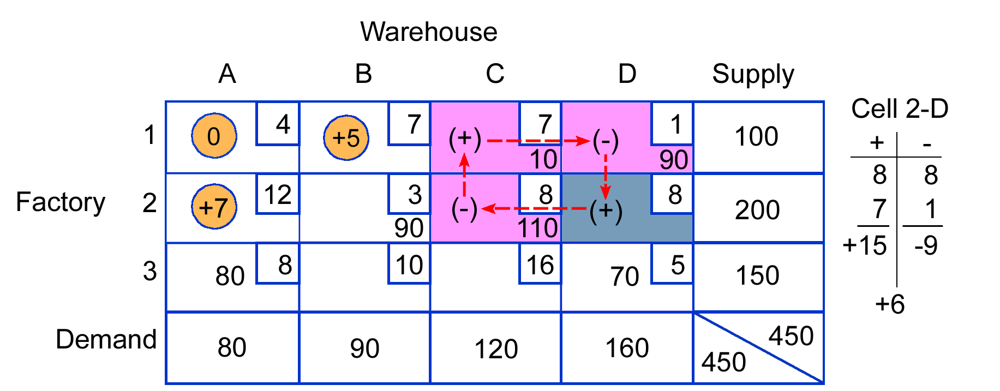 Warehouse
A B C D Supply
Cell 2-D
+ -
1 0 4 +5 7 (+) 7 10 (-) 1 90 100
8 8
Factory 2 +7 12 3 90 (-) 8 110 (+) 8 200
7 1
+15 -9
3 80 8 10 16 70 5 150
+6
Demand 80 90 120 160 450 450